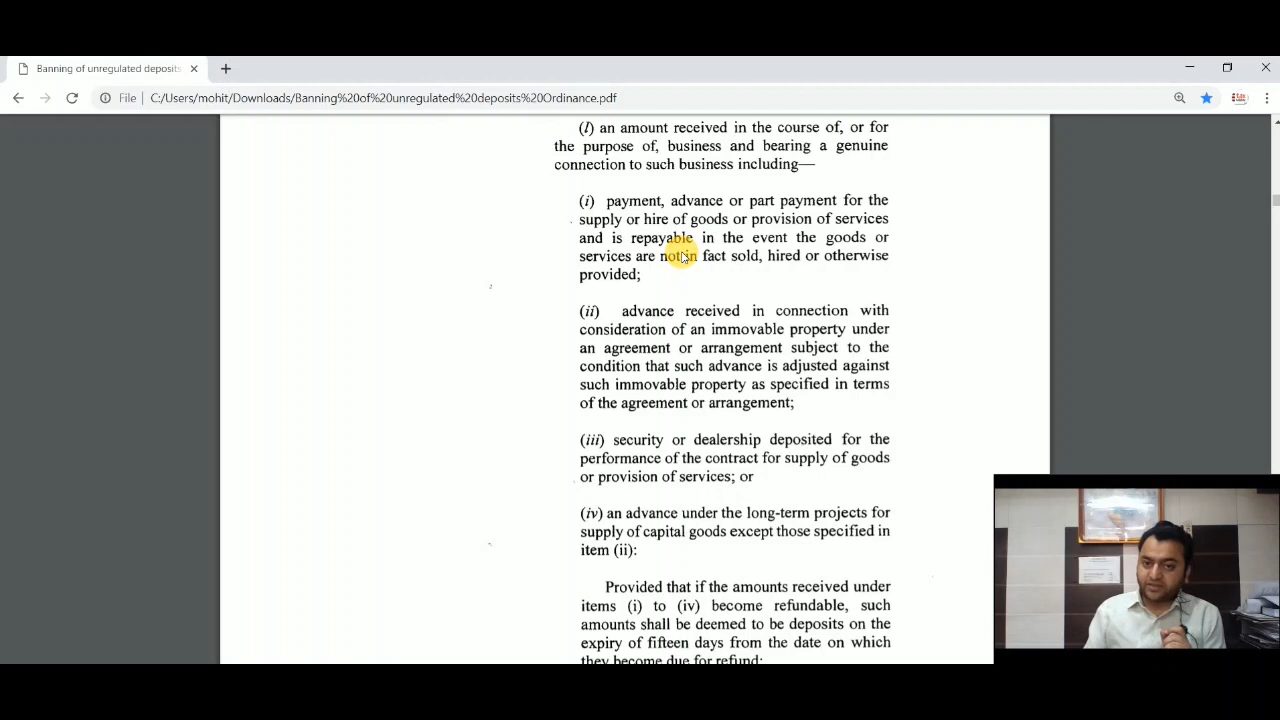 Banning of unregulated deposits
File C:/Users/mohit/Downloads/Banning%20of%20unregulated%20deposits%20Ordinance.pdf
(l) an amount received in the course of, or for
the purpose of, business and bearing a genuine
connection to such business including—
(i) payment, advance or part payment for the
supply or hire of goods or provision of services
and is repayable in the event the goods or
services are not in fact sold, hired or otherwise
provided;
(ii) advance received in connection with
consideration of an immovable property under
an agreement or arrangement subject to the
condition that such advance is adjusted against
such immovable property as specified in terms
of the agreement or arrangement;
(iii) security or dealership deposited for the
performance of the contract for supply of goods
or provision of services; or
(iv) an advance under the long-term projects for
supply of capital goods except those specified in
item (ii):
Provided that if the amounts received under
items (i) to (iv) become refundable, such
amounts shall be deemed to be deposits on the
expiry of fifteen days from the date on which
they become due for refund: